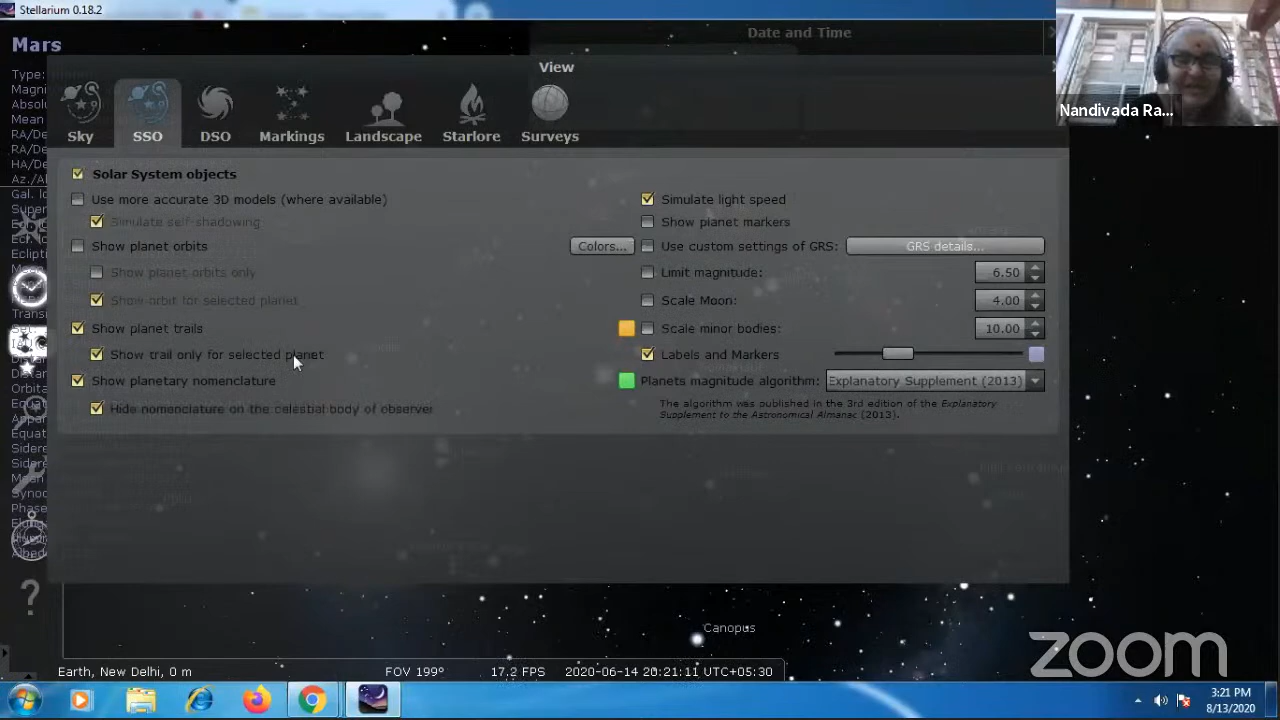 Stellarium 0.18.2
Mars
Date and Time
View
Nandivada Ra...
Sky
SSO
DSO
Markings
Landscape
Starlore
Surveys
Solar System objects
Use more accurate 3D models (where available)
Simulate light speed
Simulate self-shadowing
Show planet markers
Show planet orbits
Colors...
Use custom settings of GRS:
GRS details...
Show planet orbits only
Limit magnitude:
6.50
Show orbit for selected planet
Scale Moon:
4.00
Show planet trails
Scale minor bodies:
10.00
Show trail only for selected planet
Labels and Markers
Show planetary nomenclature
Planets magnitude algorithm:
Explanatory Supplement (2013)
Hide nomenclature on the celestial body of observer
The algorithm was published in the 3rd edition of the Explanatory
Supplement to the Astronomical Almanac (2013).
Canopus
zoom
Earth, New Delhi, 0 m
FOV 199°
17.2 FPS
2020-06-14 20:21:11 UTC+05:30
3:21 PM
8/13/2020